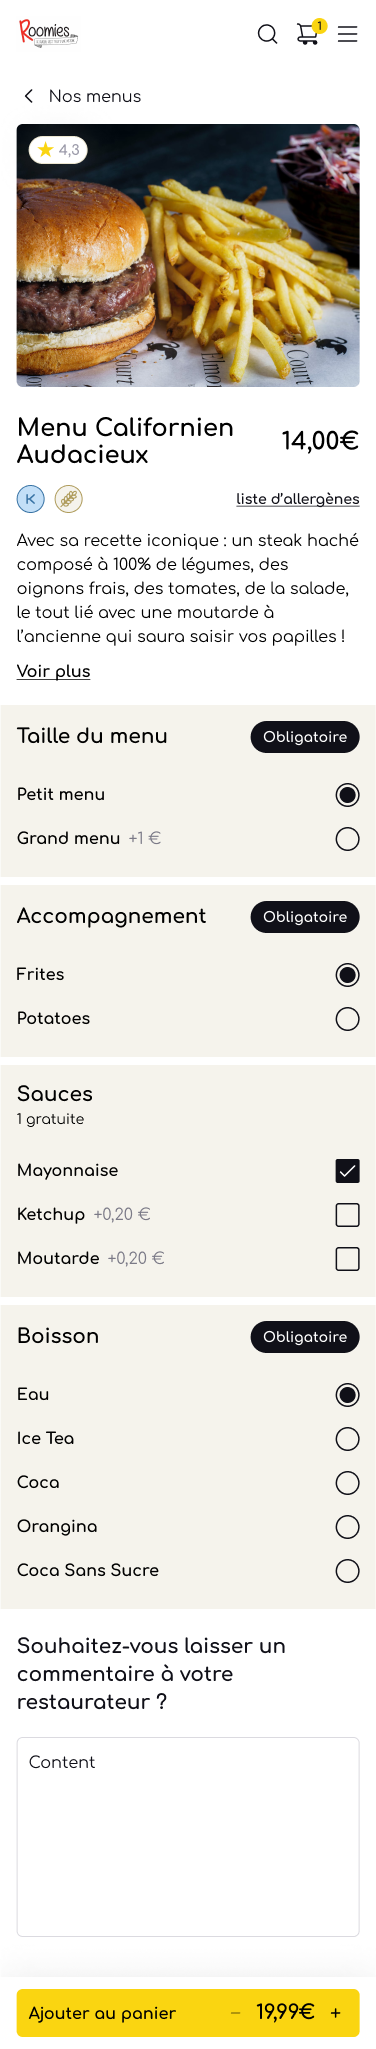 Roomies
1
Nos menus
4,3
Court
Elmon
Court
Menu Californien
Audacieux
14,00€
K
liste d'allergènes
Avec sa recette iconique : un steak haché
composé à 100% de légumes, des
oignons frais, des tomates, de la salade,
le tout lié avec une moutarde à
l'ancienne qui saura saisir vos papilles !
Voir plus
Taille du menu
Obligatoire
Petit menu
Grand menu +1 €
Accompagnement
Obligatoire
Frites
Potatoes
Sauces
1 gratuite
Mayonnaise
Ketchup +0,20 €
Moutarde +0,20 €
Boisson
Obligatoire
Eau
Ice Tea
Coca
Orangina
Coca Sans Sucre
Souhaitez-vous laisser un
commentaire à votre
restaurateur ?
Content
Ajouter au panier − 19,99€ +